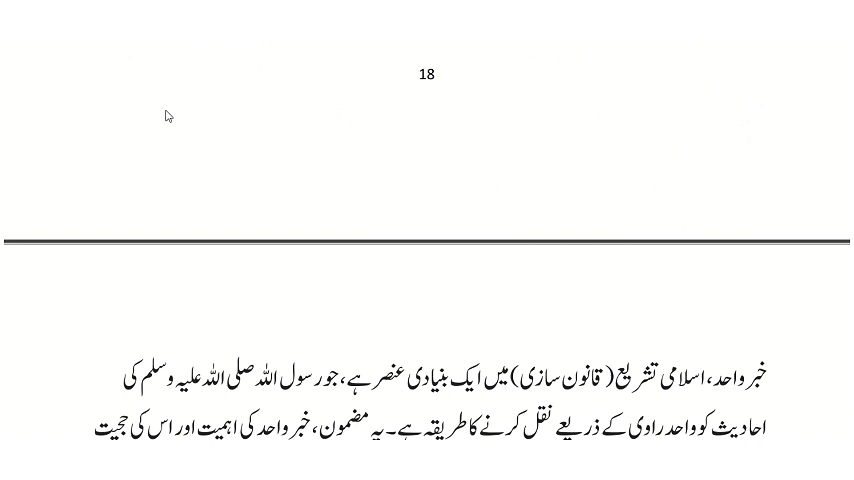 18
خبر واحد، اسلامی تشریع (قانون سازی) میں ایک بنیادی عنصر ہے، جو رسول اللہ صلی اللہ علیہ وسلم کی
احادیث کو واحد راوی کے ذریعے نقل کرنے کا طریقہ ہے۔ یہ مضمون، خبر واحد کی اہمیت اور اس کی حجیت